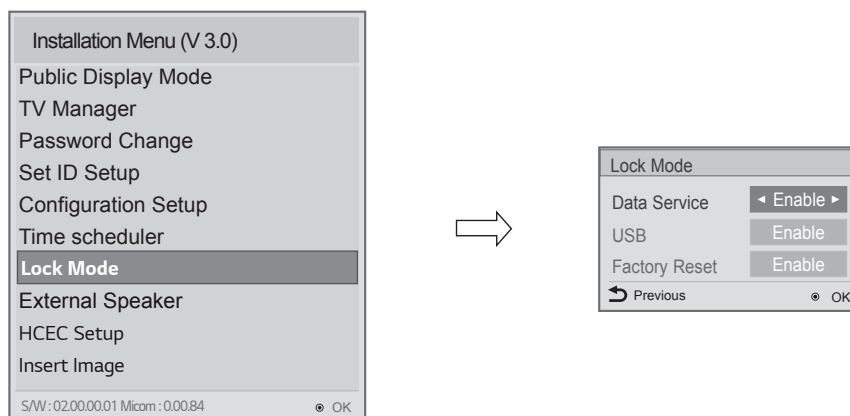 Installation Menu (V 3.0)
Public Display Mode
TV Manager
Password Change
Set ID Setup
Configuration Setup
Time scheduler
Lock Mode
External Speaker
HCEC Setup
Insert Image
S/W : 02.00.00.01 Micom : 0.00.84 ◉ OK
Lock Mode
Data Service ◄ Enable ►
USB Enable
Factory Reset Enable
Previous ◉ OK